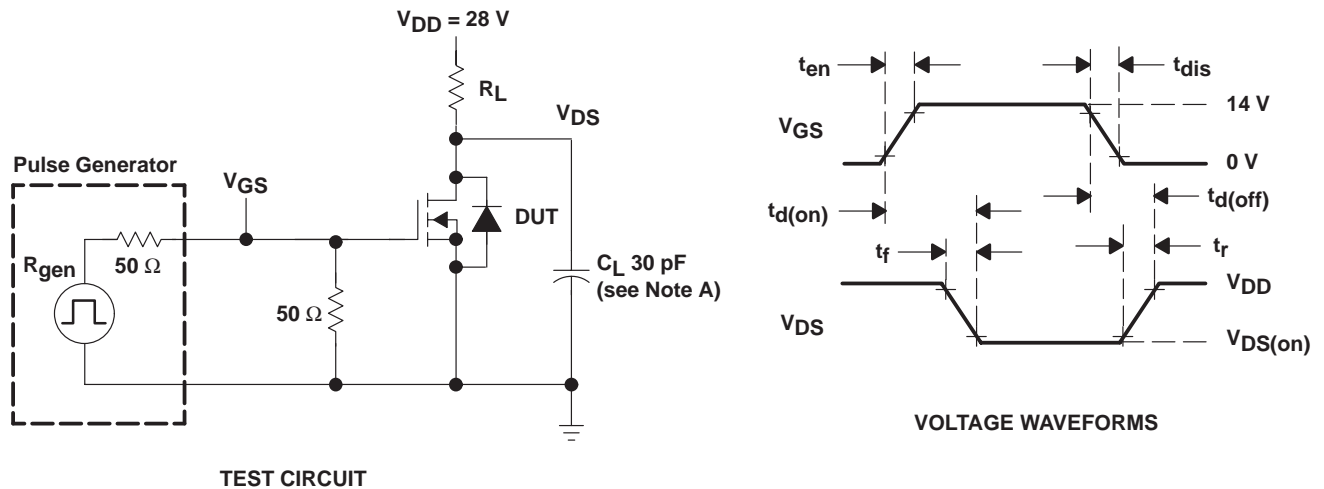 VDD = 28 V
RL
VDS
Pulse Generator
VGS
Rgen
50 Ω
50 Ω
DUT
CL 30 pF
(see Note A)
TEST CIRCUIT
ten
tdis
14 V
VGS
0 V
td(on)
td(off)
tf
tr
VDD
VDS
VDS(on)
VOLTAGE WAVEFORMS